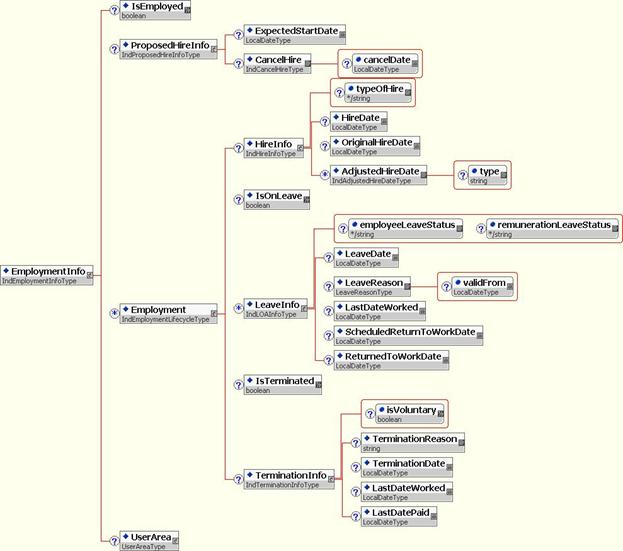 IsEmployed
boolean
ProposedHireInfo
IndProposedHireInfoType
ExpectedStartDate
LocalDateType
CancelHire
IndCancelHireType
cancelDate
LocalDateType
typeOfHire
*/string
HireDate
LocalDateType
HireInfo
IndHireInfoType
OriginalHireDate
LocalDateType
AdjustedHireDate
IndAdjustedHireDateType
type
string
IsOnLeave
boolean
employeeLeaveStatus
*/string
remunerationLeaveStatus
*/string
LeaveDate
LocalDateType
EmploymentInfo
IndEmploymentInfoType
LeaveReason
LeaveReasonType
validFrom
LocalDateType
Employment
IndEmploymentLifecycleType
LeaveInfo
IndLOAInfoType
LastDateWorked
LocalDateType
ScheduledReturnToWorkDate
LocalDateType
ReturnedToWorkDate
LocalDateType
IsTerminated
boolean
isVoluntary
boolean
TerminationReason
string
TerminationInfo
IndTerminationInfoType
TerminationDate
LocalDateType
LastDateWorked
LocalDateType
LastDatePaid
LocalDateType
UserArea
UserAreaType